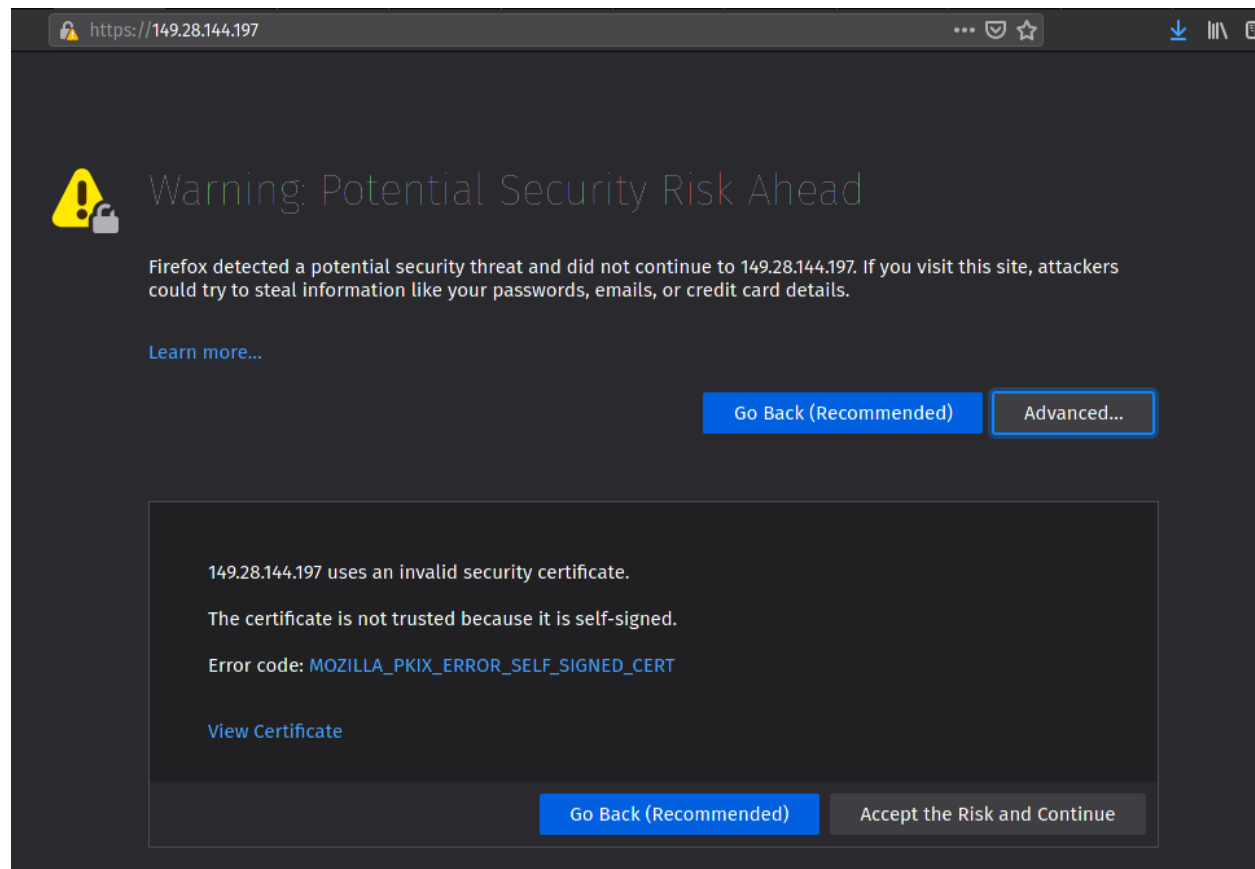 https://149.28.144.197
Warning: Potential Security Risk Ahead
Firefox detected a potential security threat and did not continue to 149.28.144.197. If you visit this site, attackers
could try to steal information like your passwords, emails, or credit card details.
Learn more...
Go Back (Recommended)
Advanced...
149.28.144.197 uses an invalid security certificate.
The certificate is not trusted because it is self-signed.
Error code: MOZILLA_PKIX_ERROR_SELF_SIGNED_CERT
View Certificate
Go Back (Recommended)
Accept the Risk and Continue